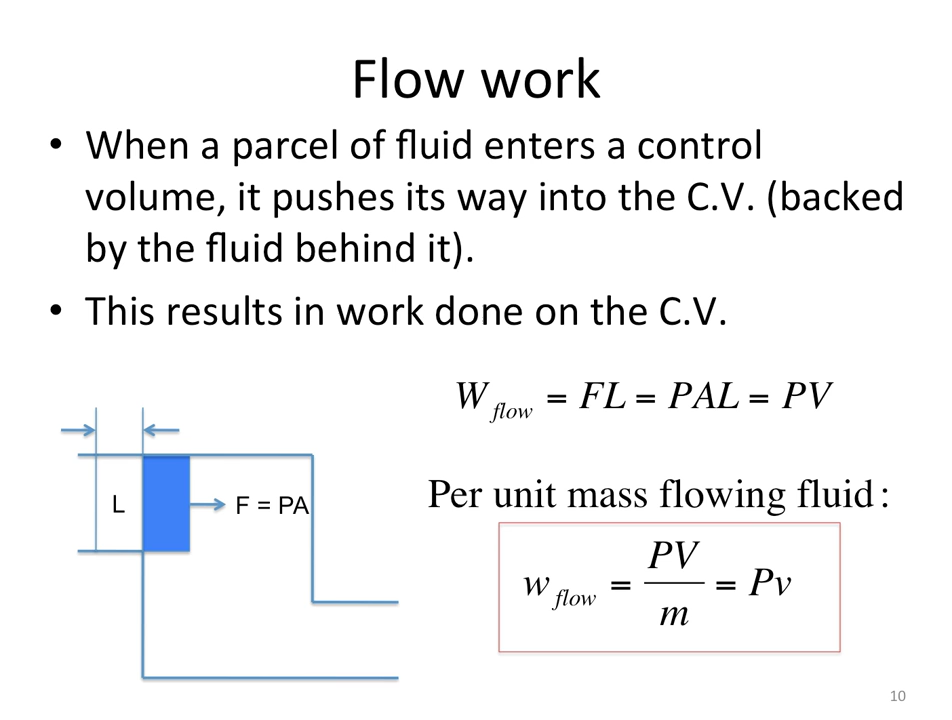 Flow work
• When a parcel of fluid enters a control
volume, it pushes its way into the C.V. (backed
by the fluid behind it).
• This results in work done on the C.V.
W_flow = FL = PAL = PV
L
F = PA
Per unit mass flowing fluid:
w_flow = PV/m = Pv
10